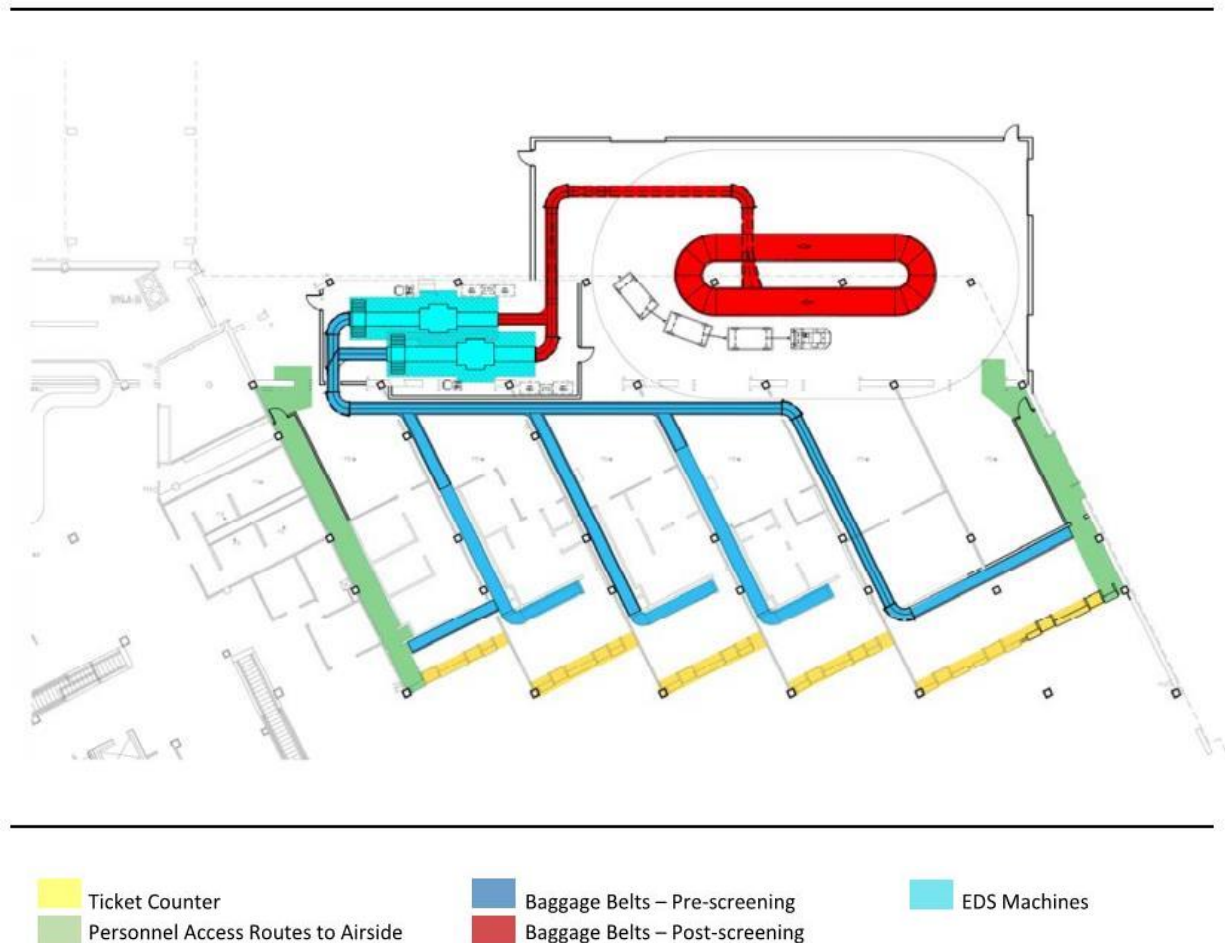 Ticket Counter
Personnel Access Routes to Airside
Baggage Belts – Pre-screening
Baggage Belts – Post-screening
EDS Machines